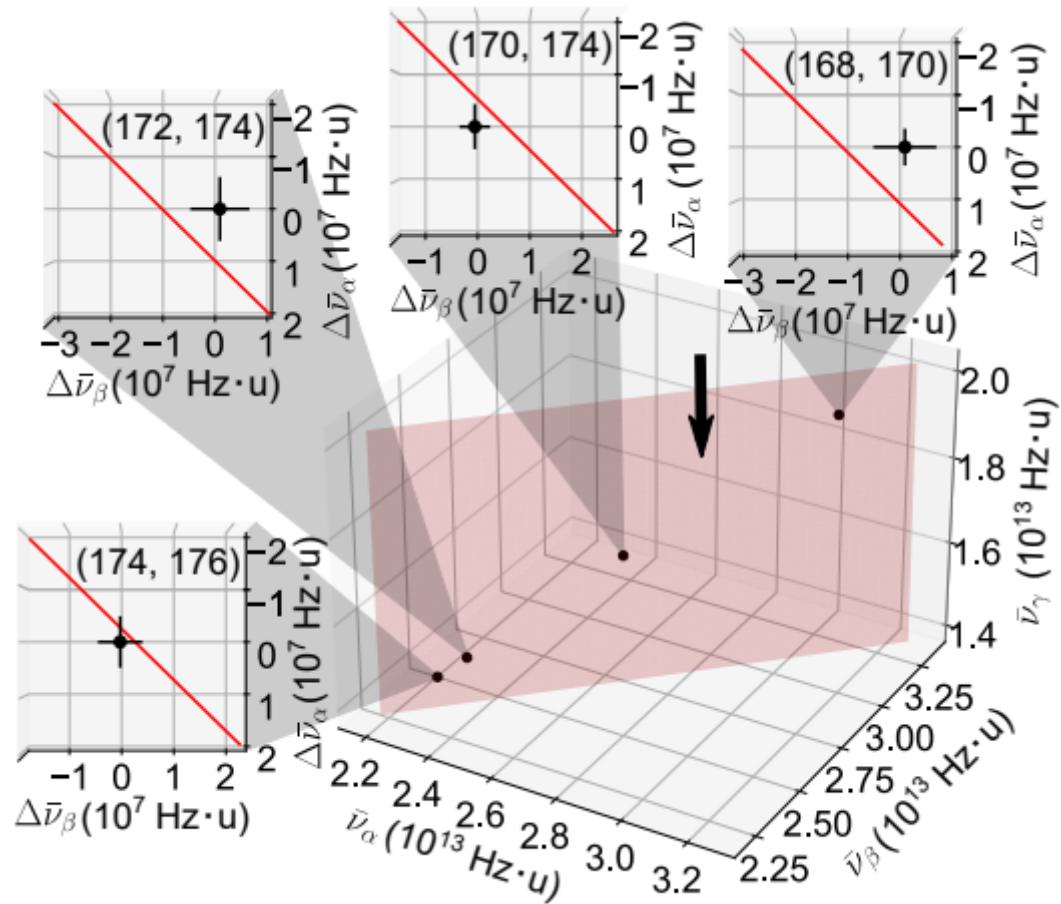 (170, 174)
−2
−1
0
1
2
Δν̄α(10⁷ Hz·u)
−1 0 1 2
Δν̄β(10⁷ Hz·u)
(168, 170)
−2
−1
0
1
2
Δν̄α(10⁷ Hz·u)
−3 −2 −1 0 1
Δν̄β(10⁷ Hz·u)
(172, 174)
−2
−1
0
1
2
Δν̄α(10⁷ Hz·u)
−3 −2 −1 0 1
Δν̄β(10⁷ Hz·u)
(174, 176)
−2
−1
0
1
2
Δν̄α(10⁷ Hz·u)
−1 0 1 2
Δν̄β(10⁷ Hz·u)
2.0
1.8
1.6
1.4
ν̄γ (10¹³ Hz·u)
2.2 2.4 2.6 2.8 3.0 3.2
ν̄α(10¹³ Hz·u)
3.25
3.00
2.75
2.50
2.25
ν̄β(10¹³ Hz·u)